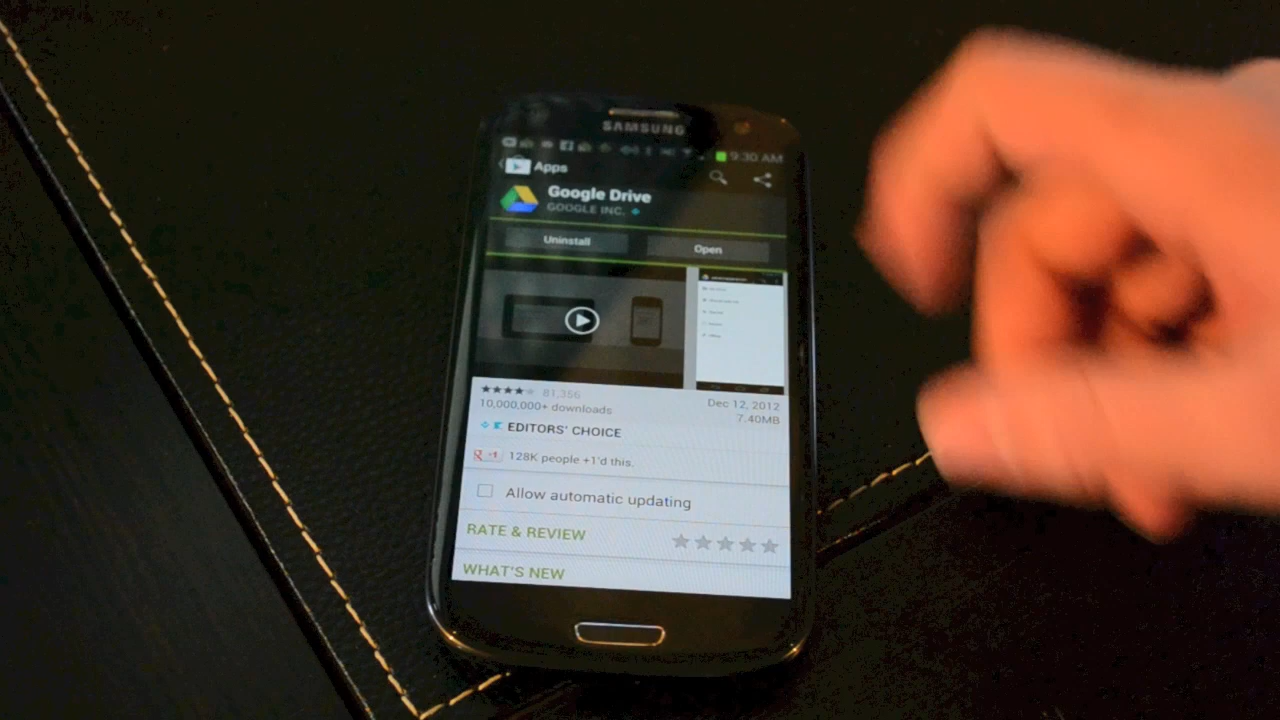 SAMSUNG
9:30 AM
Apps
Google Drive
GOOGLE INC.
Uninstall
Open
81,356
10,000,000+ downloads
Dec 12, 2012
7.40MB
EDITORS' CHOICE
+1 128K people +1'd this.
Allow automatic updating
RATE & REVIEW
WHAT'S NEW